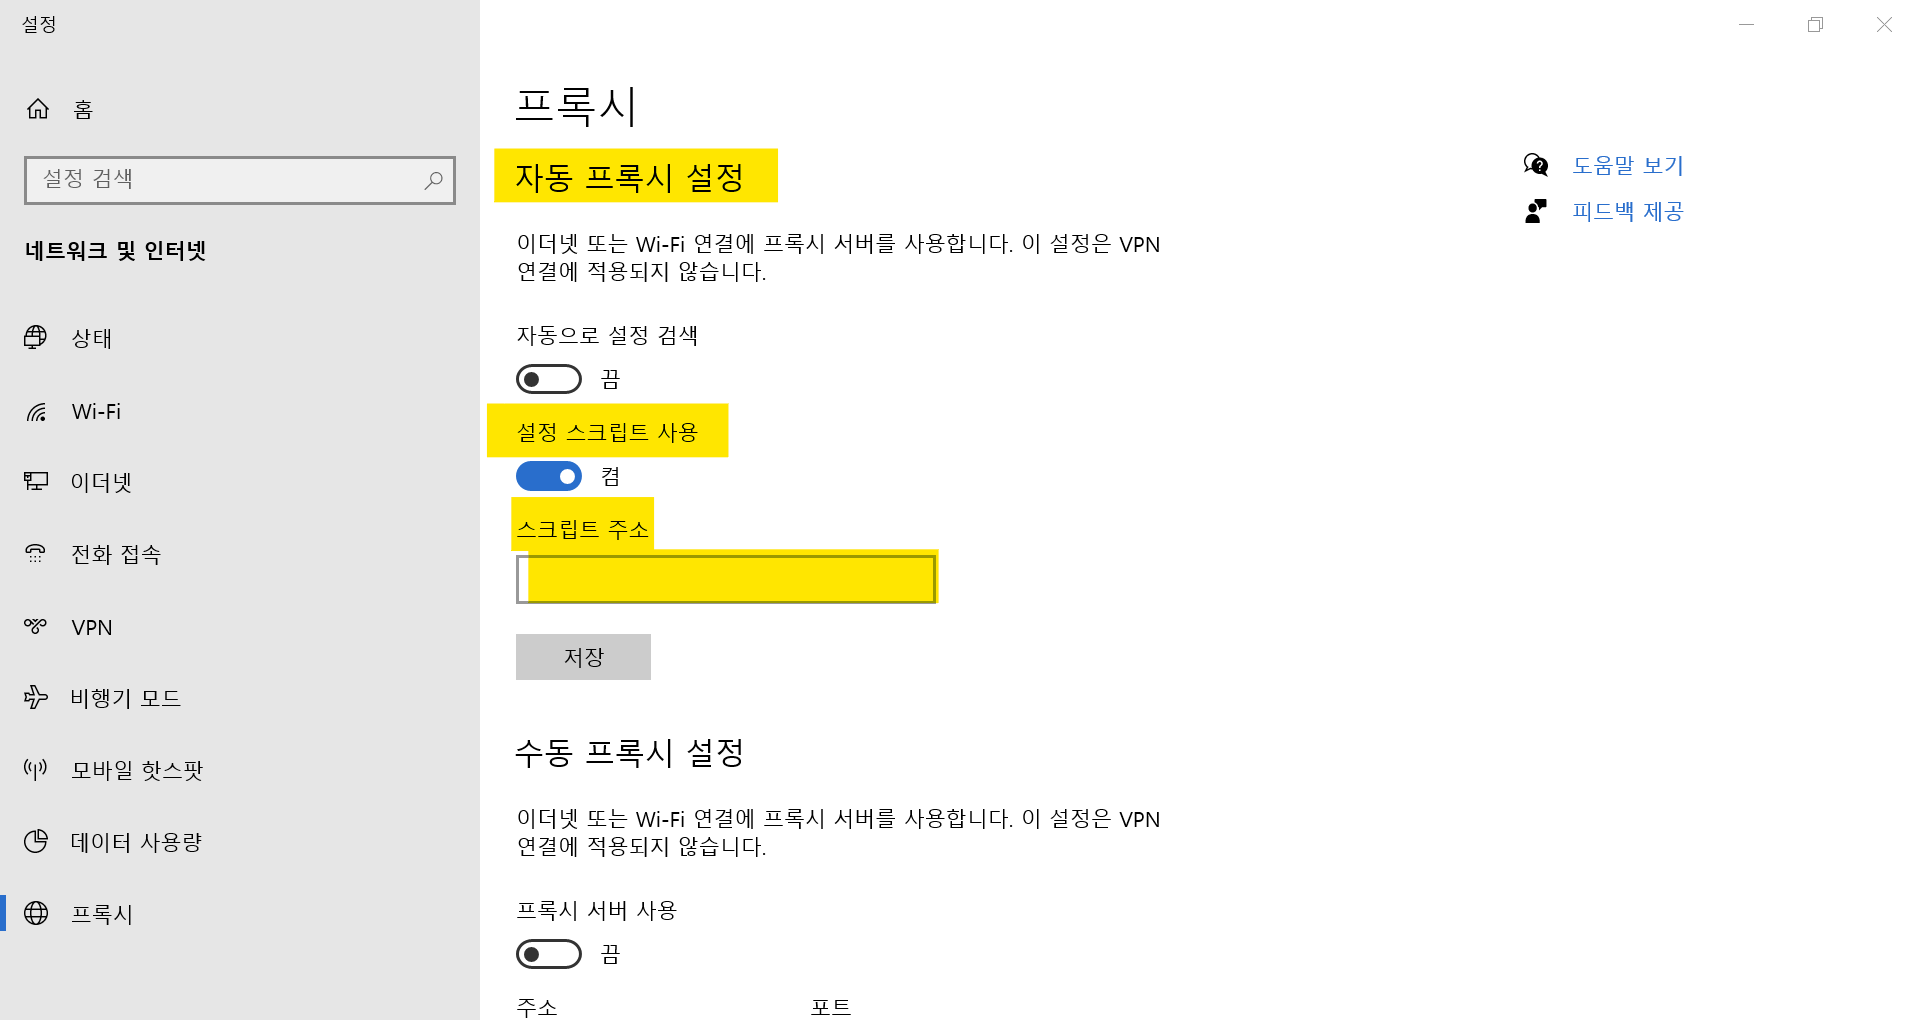 설정
홈
설정 검색
네트워크 및 인터넷
상태
Wi-Fi
이더넷
전화 접속
VPN
비행기 모드
모바일 핫스팟
데이터 사용량
프록시
프록시
자동 프록시 설정
이더넷 또는 Wi-Fi 연결에 프록시 서버를 사용합니다. 이 설정은 VPN
연결에 적용되지 않습니다.
자동으로 설정 검색
끔
설정 스크립트 사용
켬
스크립트 주소
저장
수동 프록시 설정
이더넷 또는 Wi-Fi 연결에 프록시 서버를 사용합니다. 이 설정은 VPN
연결에 적용되지 않습니다.
프록시 서버 사용
끔
주소 포트
도움말 보기
피드백 제공